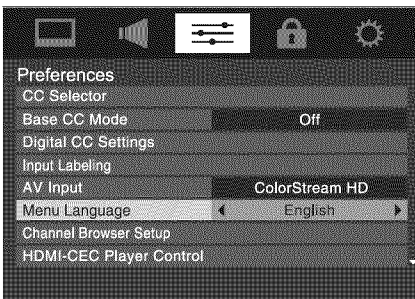 Preferences
CC Selector
Base CC Mode Off
Digital CC Settings
Input Labeling
AV Input ColorStream HD
Menu Language English
Channel Browser Setup
HDMI-CEC Player Control